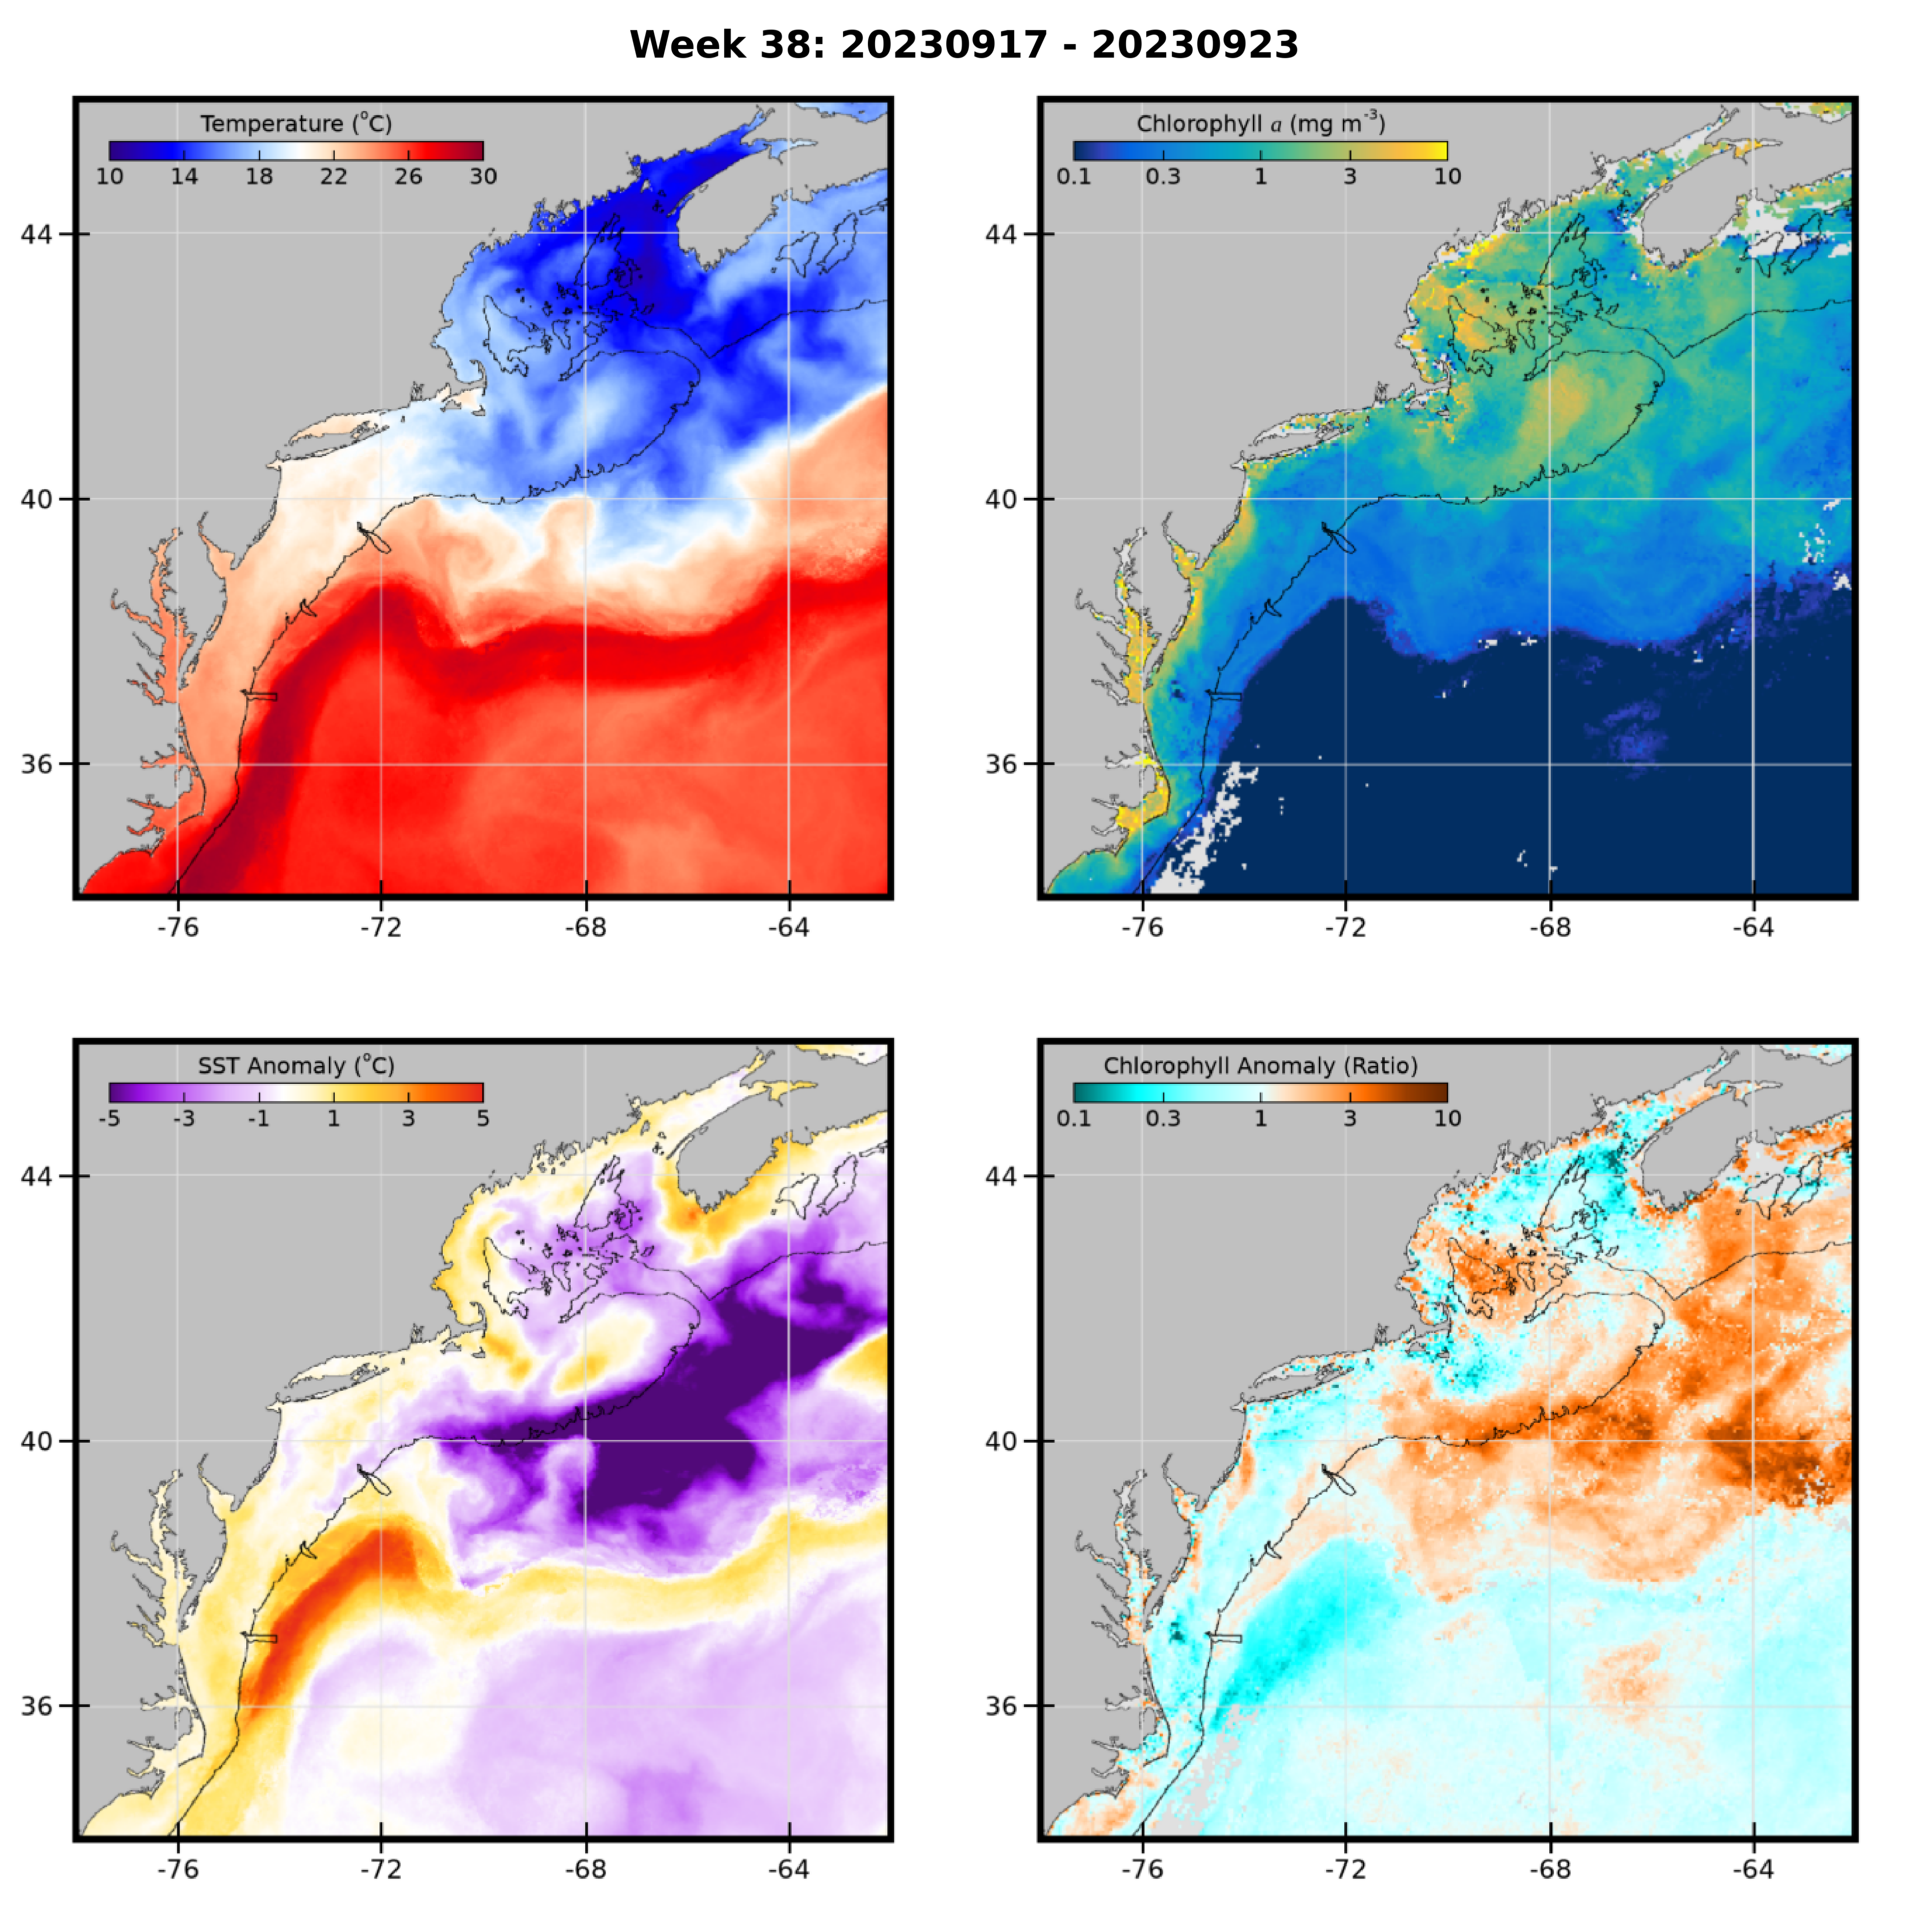 Week 38: 20230917 - 20230923
Temperature (°C)
10 14 18 22 26 30
44
40
36
-76 -72 -68 -64
Chlorophyll a (mg m⁻³)
0.1 0.3 1 3 10
44
40
36
-76 -72 -68 -64
SST Anomaly (°C)
-5 -3 -1 1 3 5
44
40
36
-76 -72 -68 -64
Chlorophyll Anomaly (Ratio)
0.1 0.3 1 3 10
44
40
36
-76 -72 -68 -64